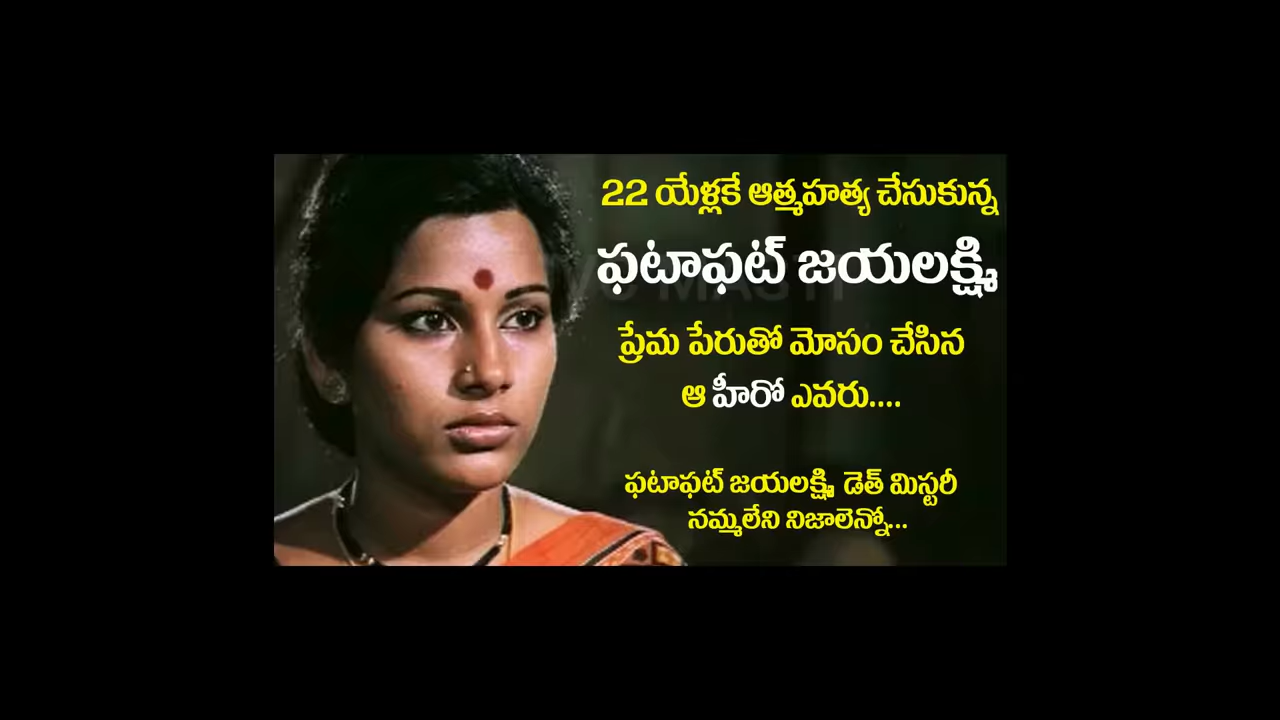 22 యేళ్లకే ఆత్మహత్య చేసుకున్న
ఫటాఫట్ జయలక్ష్మి
ప్రేమ పేరుతో మోసం చేసిన
ఆ హీరో ఎవరు....
ఫటాఫట్ జయలక్ష్మి డెత్ మిస్టరీ
నమ్మలేని నిజాలెన్నో...